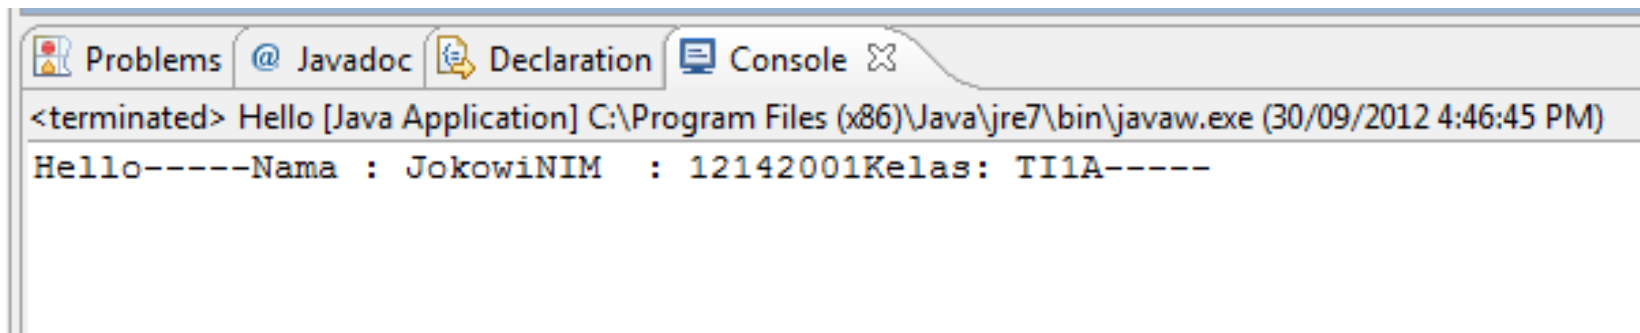 Problems @ Javadoc Declaration Console
<terminated> Hello [Java Application] C:\Program Files (x86)\Java\jre7\bin\javaw.exe (30/09/2012 4:46:45 PM)
Hello-----Nama : JokowiNIM  : 12142001Kelas: TI1A-----